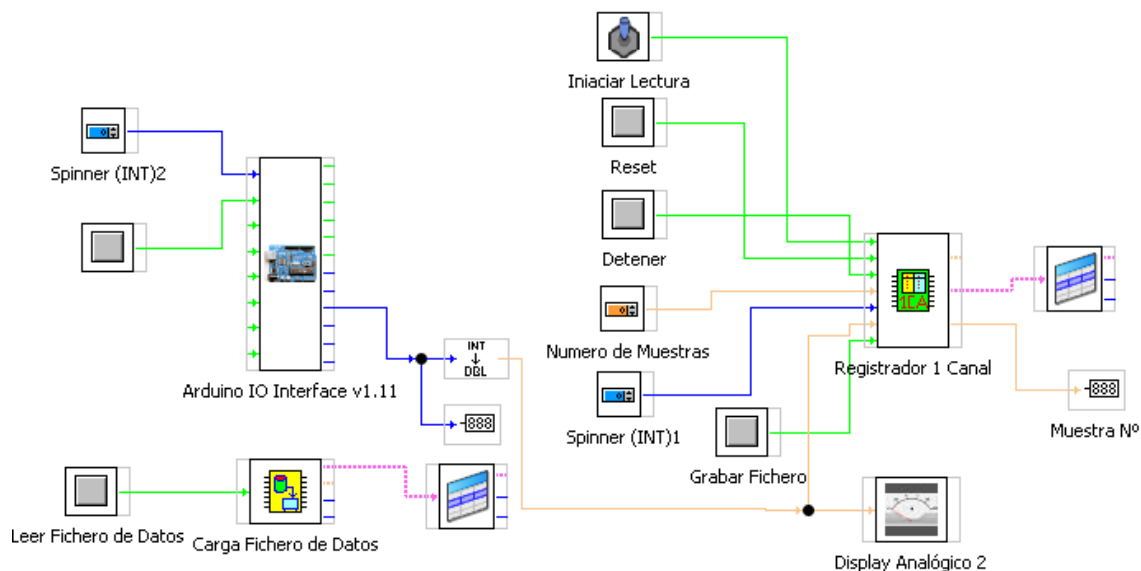 Iniaciar Lectura
Spinner (INT)2
Reset
Detener
1CA
Numero de Muestras
INT
DBL
Arduino IO Interface v1.11
Registrador 1 Canal
-888
-888
Spinner (INT)1
Muestra Nº
Grabar Fichero
Leer Fichero de Datos
Carga Fichero de Datos
Display Analógico 2